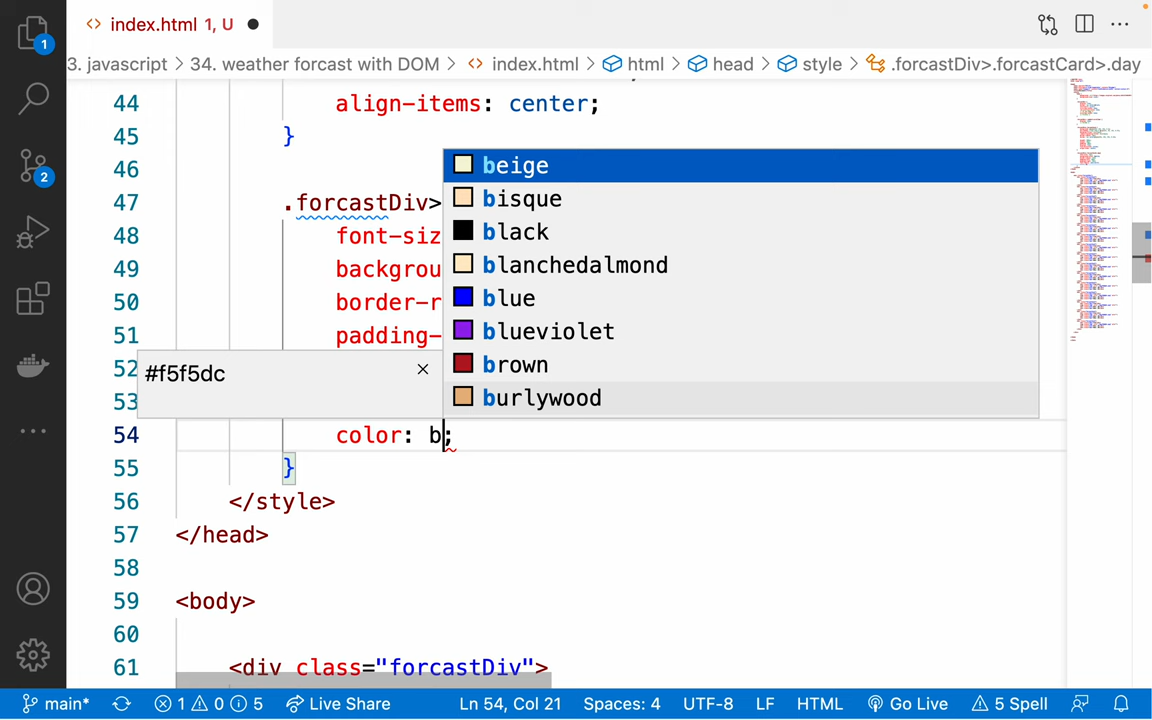 index.html 1, U
1
3. javascript > 34. weather forcast with DOM > index.html > html > head > style > .forcastDiv>.forcastCard>.day
44 align-items: center;
45 }
46
47 .forcastDiv>
48 font-siz
49 backgrou
50 border-r
51 padding-
52
53
54 color: b;
55 }
56 </style>
57 </head>
58
59 <body>
60
61 <div class="forcastDiv">
beige
bisque
black
blanchedalmond
blue
blueviolet
brown
burlywood
#f5f5dc
2
main* 1 0 5 Live Share Ln 54, Col 21 Spaces: 4 UTF-8 LF HTML Go Live 5 Spell